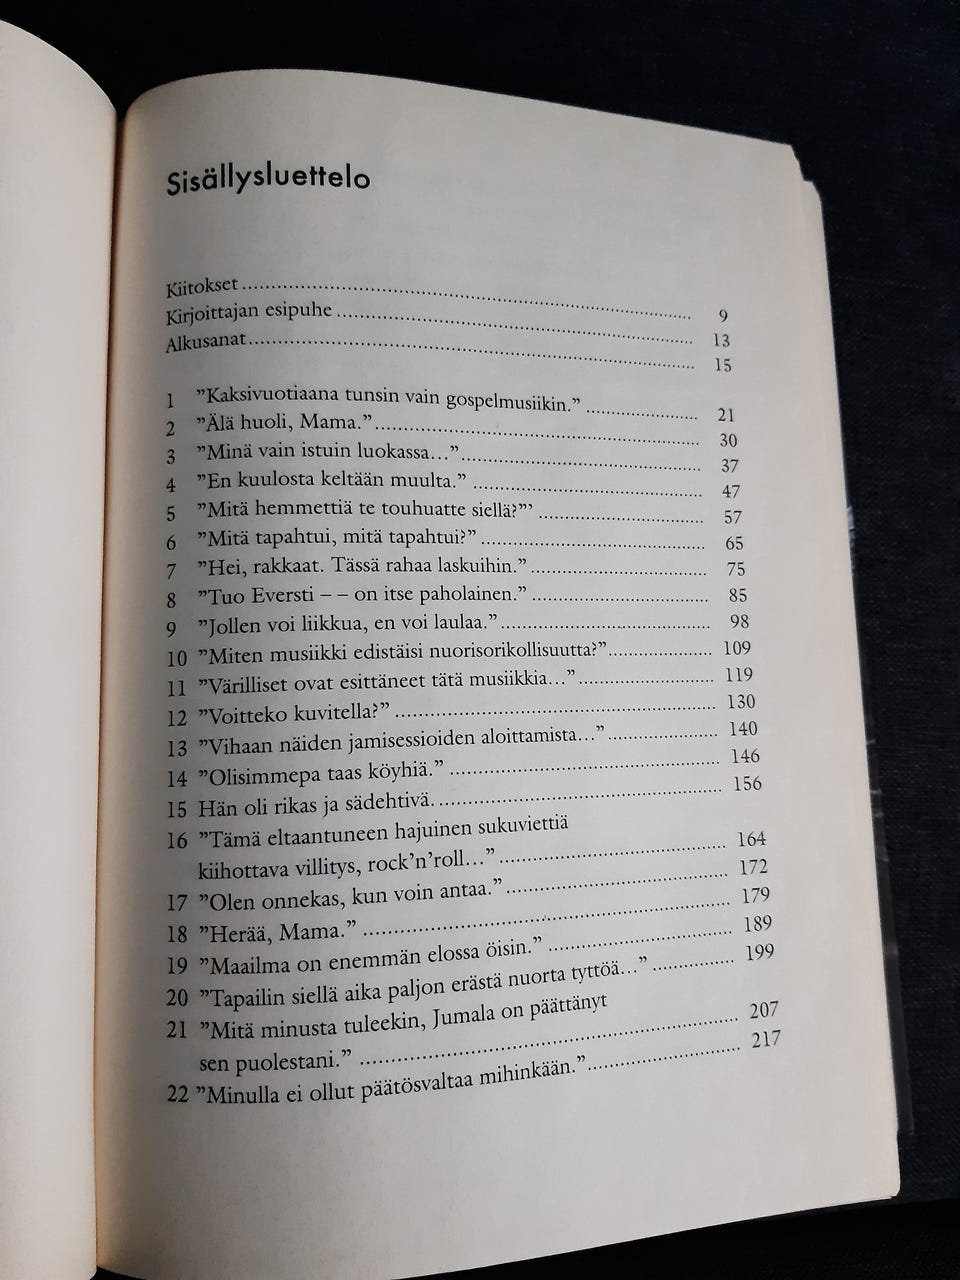 Sisällysluettelo
Kiitokset ........ 9
Kirjoittajan esipuhe ........ 13
Alkusanat ........ 15
1 ”Kaksivuotiaana tunsin vain gospelmusiikin.” ........ 21
2 ”Älä huoli, Mama.” ........ 30
3 ”Minä vain istuin luokassa...” ........ 37
4 ”En kuulosta keltään muulta.” ........ 47
5 ”Mitä hemmettiä te touhuatte siellä?”’ ........ 57
6 ”Mitä tapahtui, mitä tapahtui?” ........ 65
7 ”Hei, rakkaat. Tässä rahaa laskuihin.” ........ 75
8 ”Tuo Eversti – – on itse paholainen.” ........ 85
9 ”Jollen voi liikkua, en voi laulaa.” ........ 98
10 ”Miten musiikki edistäisi nuorisorikollisuutta?” ........ 109
11 ”Värilliset ovat esittäneet tätä musiikkia...” ........ 119
12 ”Voitteko kuvitella?” ........ 130
13 ”Vihaan näiden jamisessioiden aloittamista...” ........ 140
14 ”Olisimmepa taas köyhiä.” ........ 146
15 Hän oli rikas ja sädehtivä. ........ 156
16 ”Tämä eltaantuneen hajuinen sukuviettiä
kiihottava villitys, rock’n’roll...” ........ 164
17 ”Olen onnekas, kun voin antaa.” ........ 172
18 ”Herää, Mama.” ........ 179
19 ”Maailma on enemmän elossa öisin.” ........ 189
20 ”Tapailin siellä aika paljon erästä nuorta tyttöä...” ........ 199
21 ”Mitä minusta tuleekin, Jumala on päättänyt
sen puolestani.” ........ 207
22 ”Minulla ei ollut päätösvaltaa mihinkään.” ........ 217